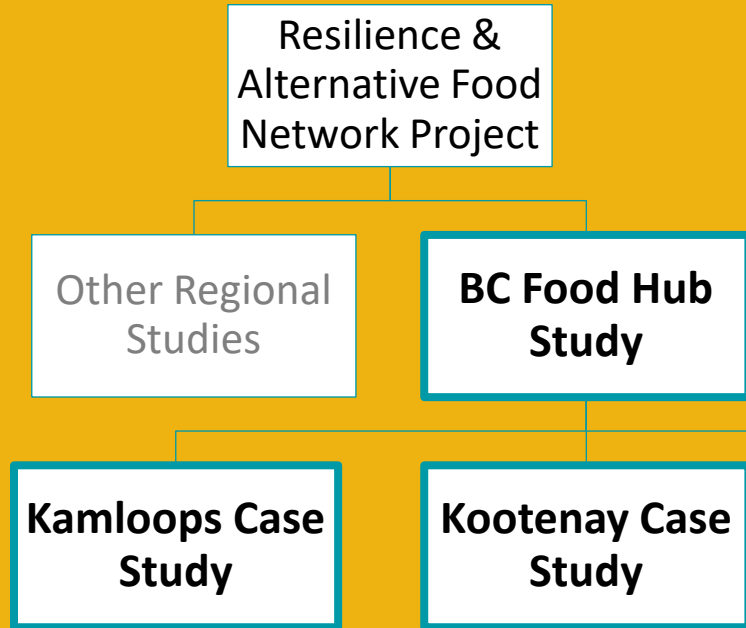 Resilience &
Alternative Food
Network Project
Other Regional
Studies
BC Food Hub
Study
Kamloops Case
Study
Kootenay Case
Study